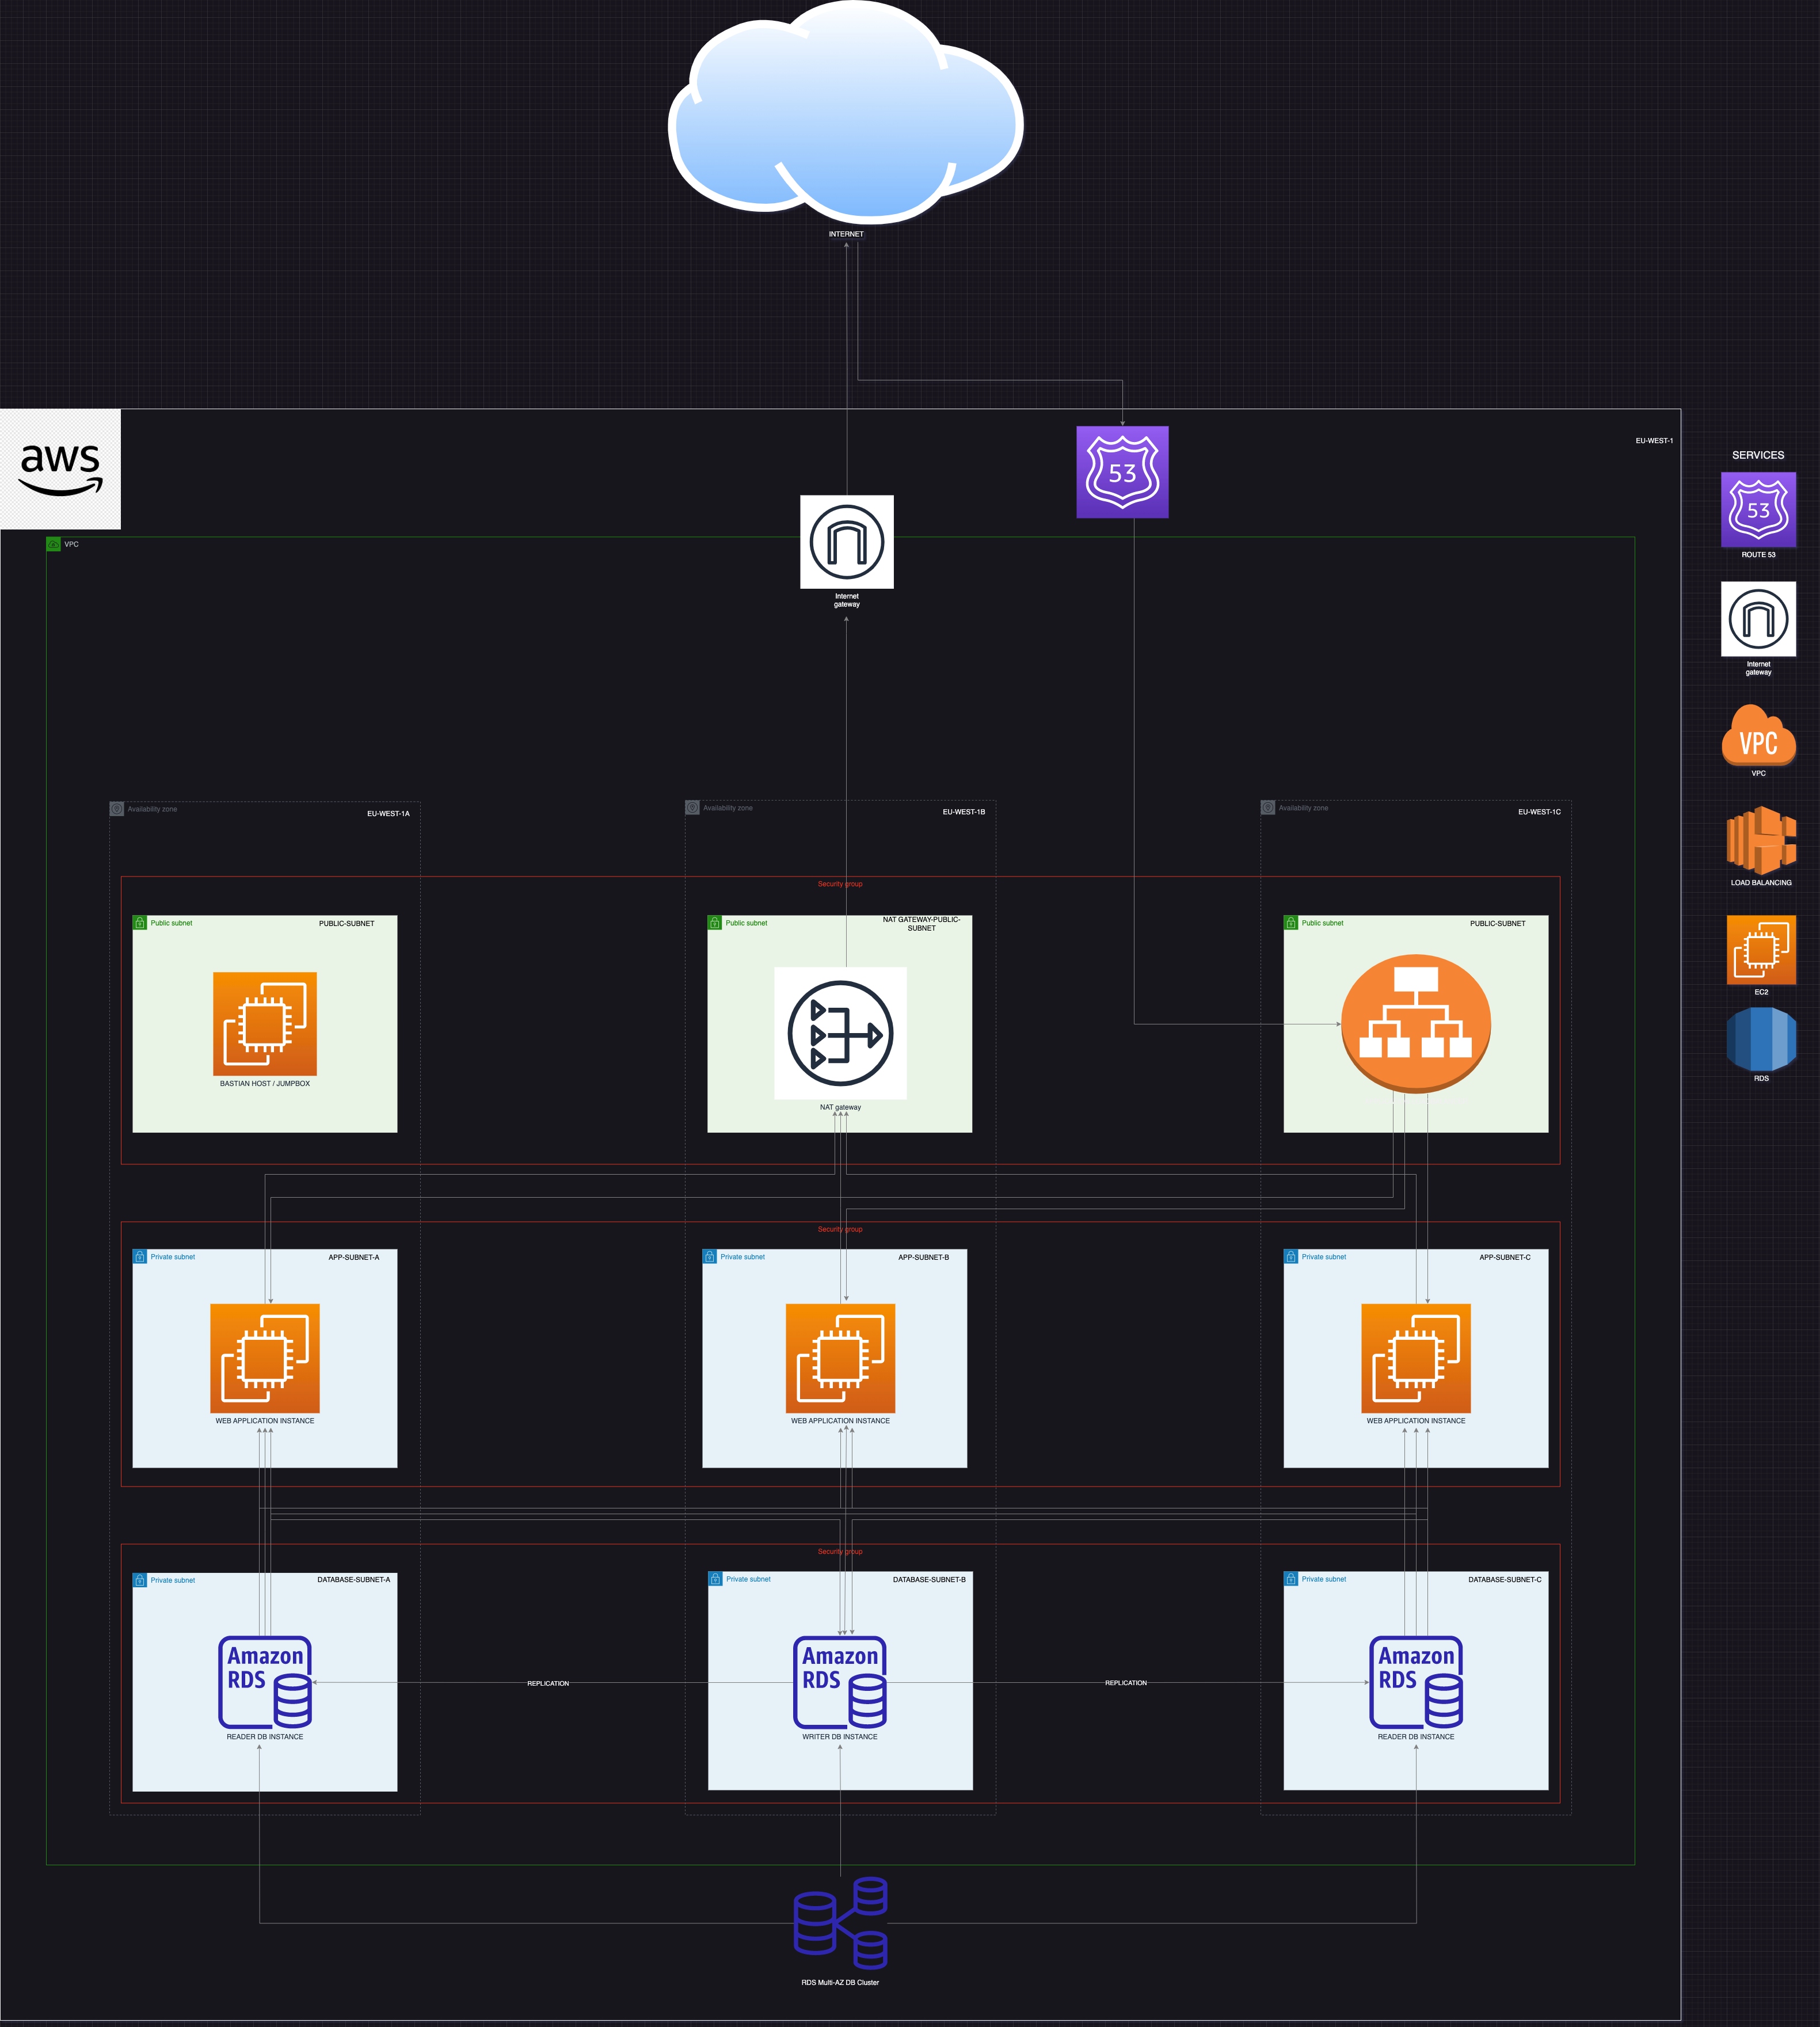 INTERNET
aws
53
EU-WEST-1
SERVICES
53
ROUTE 53
VPC
Internet
gateway
Internet
gateway
VPC
VPC
LOAD BALANCING
EC2
RDS
Availability zone
EU-WEST-1A
Availability zone
EU-WEST-1B
Availability zone
EU-WEST-1C
Security group
Public subnet
PUBLIC-SUBNET
Public subnet
NAT GATEWAY-PUBLIC-
SUBNET
Public subnet
PUBLIC-SUBNET
BASTIAN HOST / JUMPBOX
NAT gateway
Security group
Private subnet
APP-SUBNET-A
Private subnet
APP-SUBNET-B
Private subnet
APP-SUBNET-C
WEB APPLICATION INSTANCE
WEB APPLICATION INSTANCE
WEB APPLICATION INSTANCE
Security group
Private subnet
DATABASE-SUBNET-A
Private subnet
DATABASE-SUBNET-B
Private subnet
DATABASE-SUBNET-C
Amazon
RDS
Amazon
RDS
Amazon
RDS
REPLICATION
REPLICATION
READER DB INSTANCE
WRITER DB INSTANCE
READER DB INSTANCE
RDS Multi-AZ DB Cluster